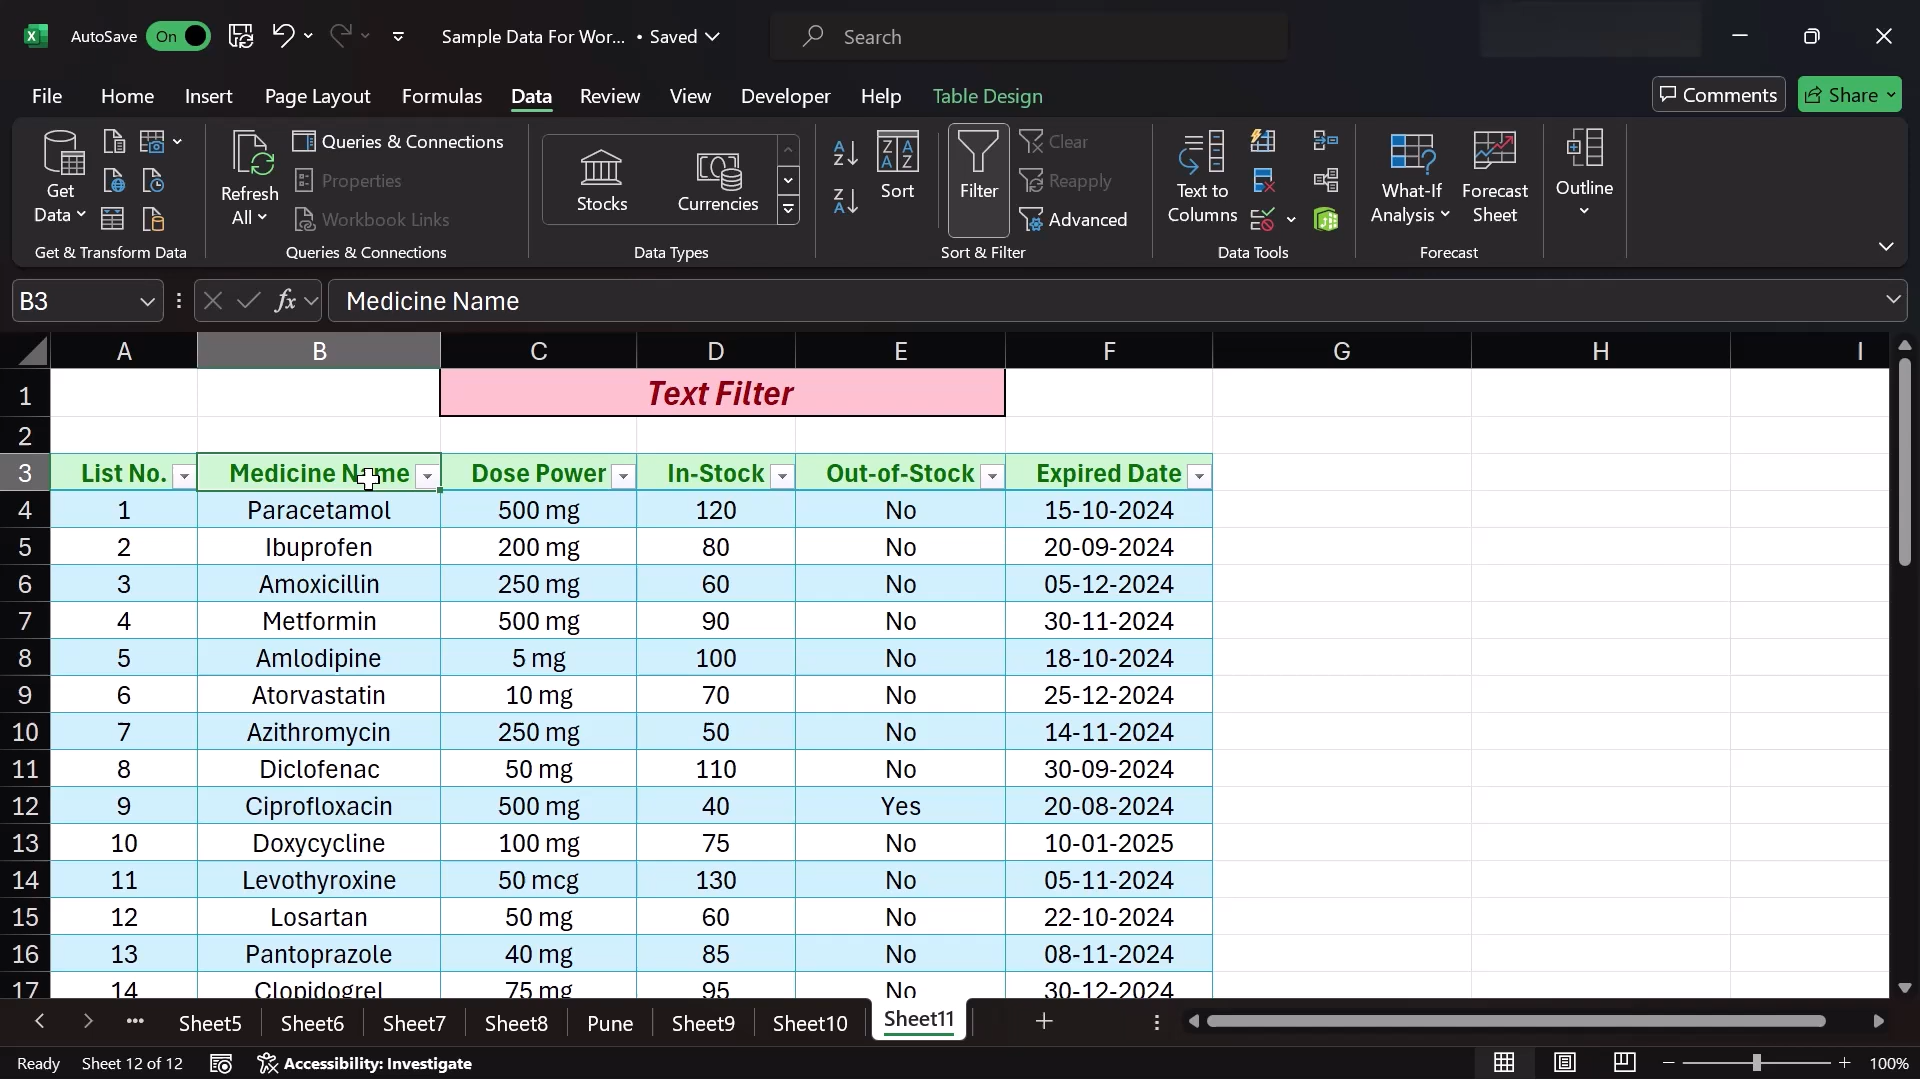 AutoSave On Sample Data For Wor... • Saved Search
File Home Insert Page Layout Formulas Data Review View Developer Help Table Design Comments Share
Get Data
Get & Transform Data
Refresh All
Queries & Connections
Properties
Workbook Links
Queries & Connections
Stocks Currencies
Data Types
Sort
Filter
Clear
Reapply
Advanced
Sort & Filter
Text to Columns
Data Tools
What-If Analysis
Forecast Sheet
Forecast
Outline
B3 fx Medicine Name
A B C D E F G H I
1 Text Filter
2
3 List No. Medicine Name Dose Power In-Stock Out-of-Stock Expired Date
4 1 Paracetamol 500 mg 120 No 15-10-2024
5 2 Ibuprofen 200 mg 80 No 20-09-2024
6 3 Amoxicillin 250 mg 60 No 05-12-2024
7 4 Metformin 500 mg 90 No 30-11-2024
8 5 Amlodipine 5 mg 100 No 18-10-2024
9 6 Atorvastatin 10 mg 70 No 25-12-2024
10 7 Azithromycin 250 mg 50 No 14-11-2024
11 8 Diclofenac 50 mg 110 No 30-09-2024
12 9 Ciprofloxacin 500 mg 40 Yes 20-08-2024
13 10 Doxycycline 100 mg 75 No 10-01-2025
14 11 Levothyroxine 50 mcg 130 No 05-11-2024
15 12 Losartan 50 mg 60 No 22-10-2024
16 13 Pantoprazole 40 mg 85 No 08-11-2024
17 14 Clopidogrel 75 mg 95 No 30-12-2024
Sheet5 Sheet6 Sheet7 Sheet8 Pune Sheet9 Sheet10 Sheet11
Ready Sheet 12 of 12 Accessibility: Investigate 100%